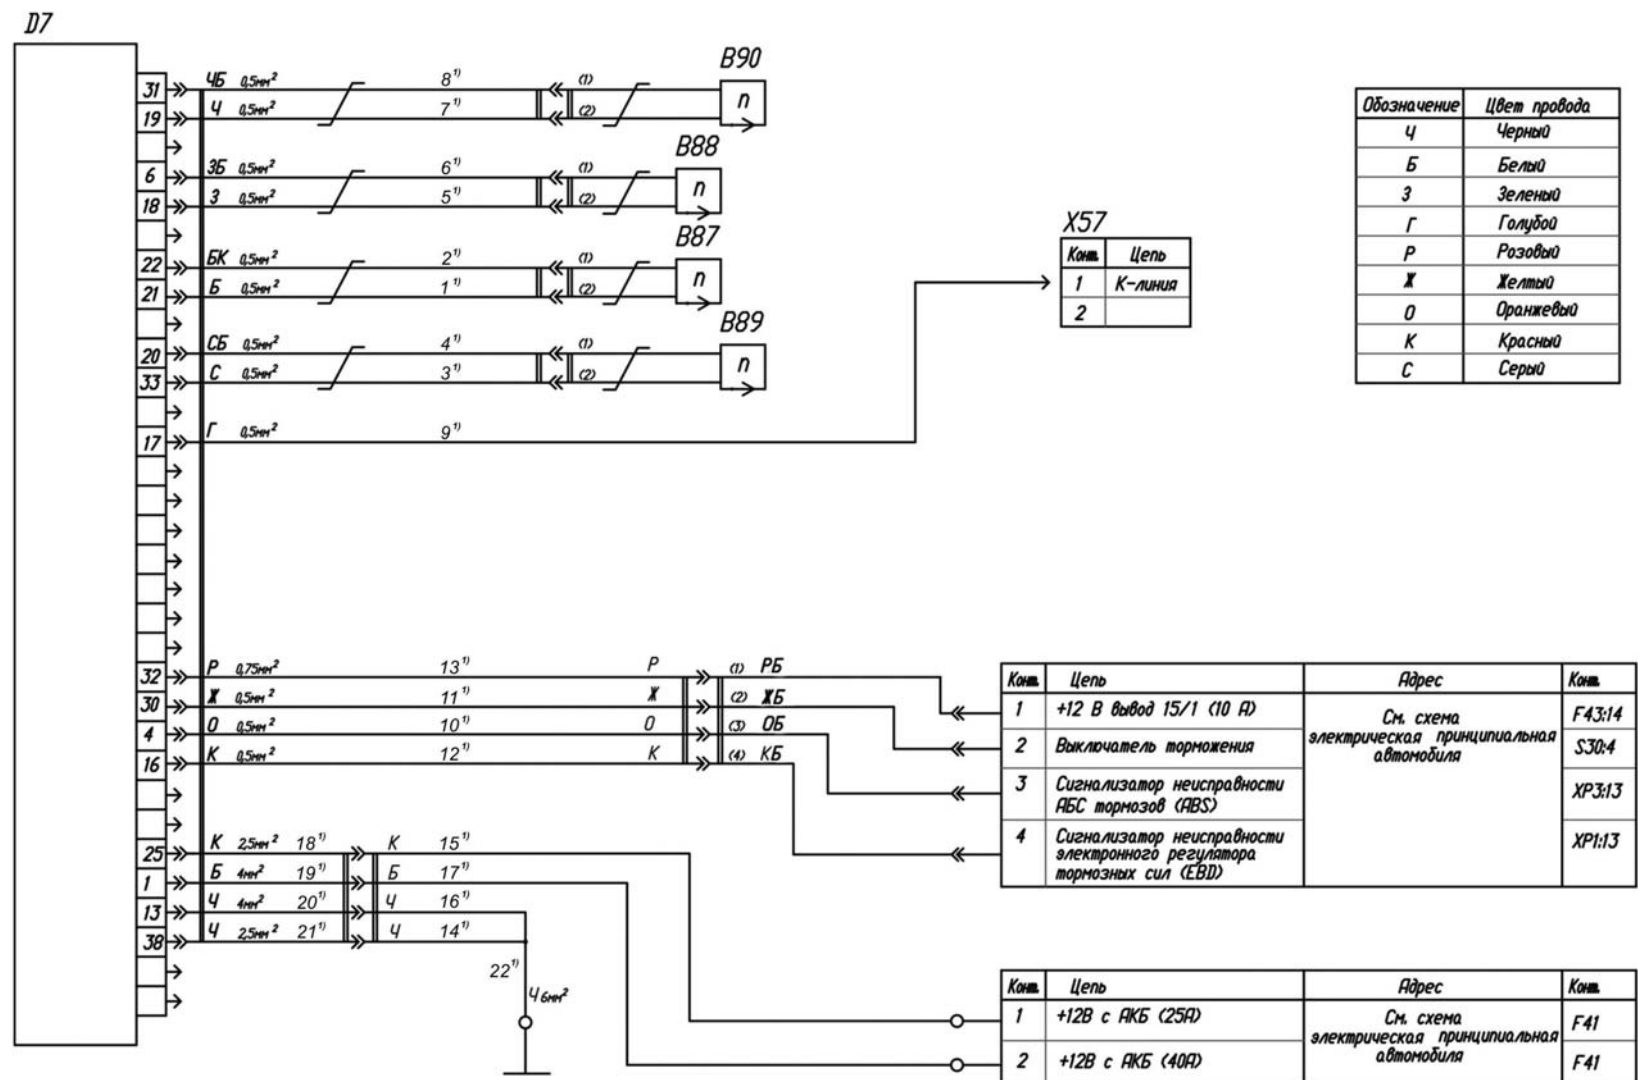 D7
31 ЧБ 0,5мм² 8¹⁾ (1) B90
19 Ч 0,5мм² 7¹⁾ (2) n
6 ЗБ 0,5мм² 6¹⁾ (1) B88
18 З 0,5мм² 5¹⁾ (2) n
22 БК 0,5мм² 2¹⁾ (1) B87
21 Б 0,5мм² 1¹⁾ (2) n
20 СБ 0,5мм² 4¹⁾ (1) B89
33 С 0,5мм² 3¹⁾ (2) n
17 Г 0,5мм² 9¹⁾
X57
Конт. Цепь
1 К-линия
2
Обозначение Цвет провода
Ч Черный
Б Белый
З Зеленый
Г Голубой
Р Розовый
Ж Желтый
О Оранжевый
К Красный
С Серый
32 Р 0,75мм² 13¹⁾ Р (1) РБ
30 Ж 0,5мм² 11¹⁾ Ж (2) ЖБ
4 О 0,5мм² 10¹⁾ О (3) ОБ
16 К 0,5мм² 12¹⁾ К (4) КБ
Конт. Цепь Адрес Конт.
1 +12 В вывод 15/1 (10 А) F43:14
2 Выключатель торможения S30:4
3 Сигнализатор неисправности
АБС тормозов (ABS) XP3:13
4 Сигнализатор неисправности
электронного регулятора
тормозных сил (EBD) XP1:13
См. схема
электрическая принципиальная
автомобиля
25 К 2,5мм² 18¹⁾ К 15¹⁾
1 Б 4мм² 19¹⁾ Б 17¹⁾
13 Ч 4мм² 20¹⁾ Ч 16¹⁾
38 Ч 2,5мм² 21¹⁾ Ч 14¹⁾
22¹⁾
Ч 6мм²
Конт. Цепь Адрес Конт.
1 +12В с АКБ (25А) F41
2 +12В с АКБ (40А) F41
См. схема
электрическая принципиальная
автомобиля